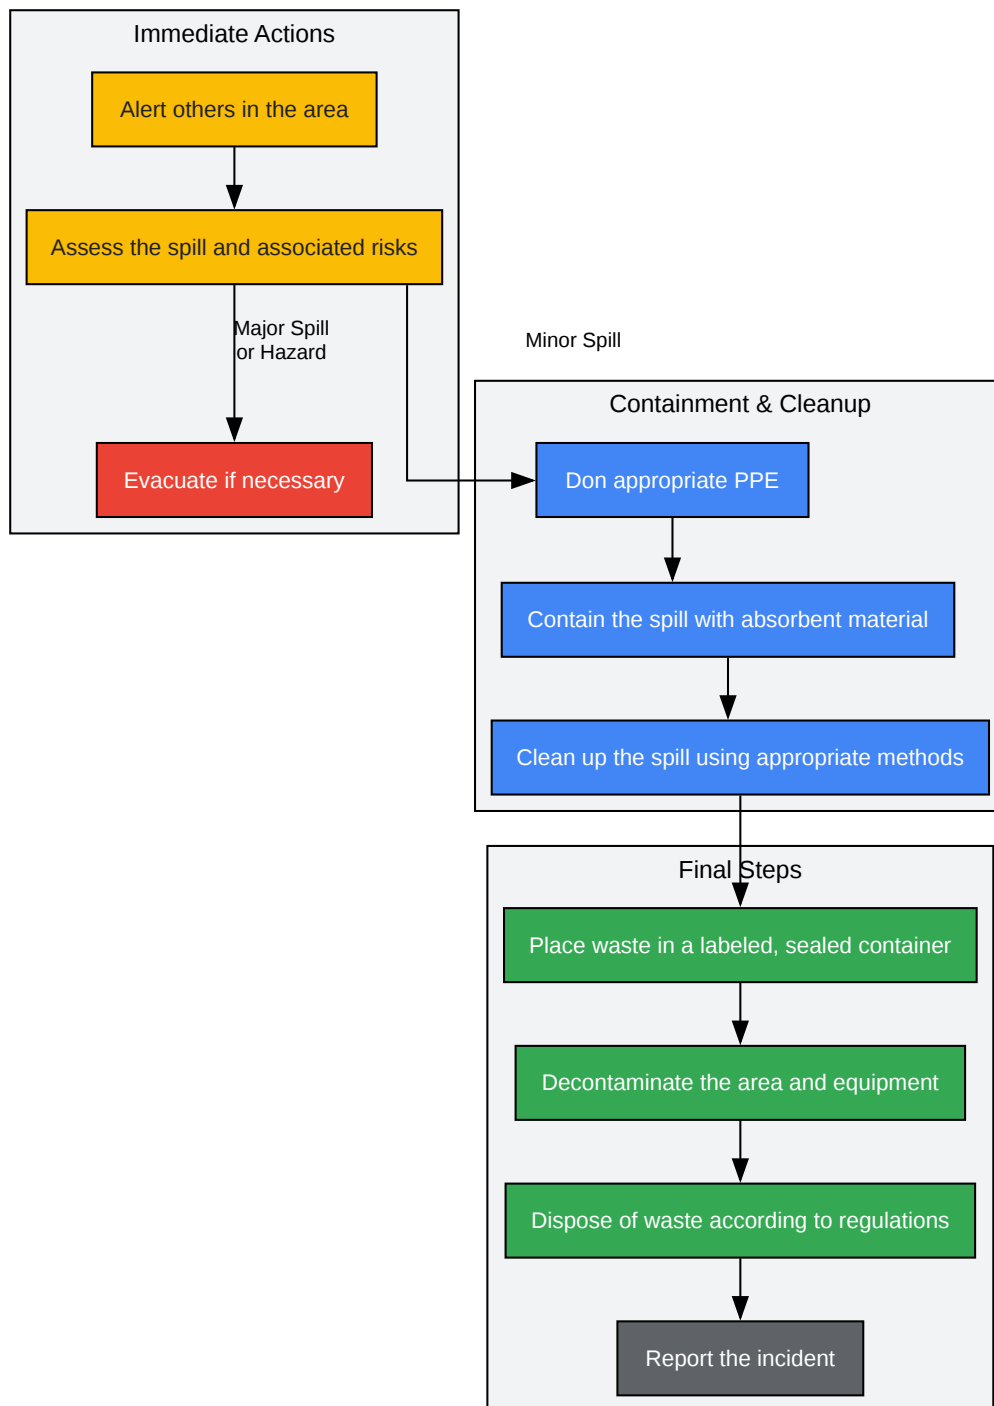 Immediate Actions
Alert others in the area
Assess the spill and associated risks
Major Spill
or Hazard
Evacuate if necessary
Minor Spill
Containment & Cleanup
Don appropriate PPE
Contain the spill with absorbent material
Clean up the spill using appropriate methods
Final Steps
Place waste in a labeled, sealed container
Decontaminate the area and equipment
Dispose of waste according to regulations
Report the incident